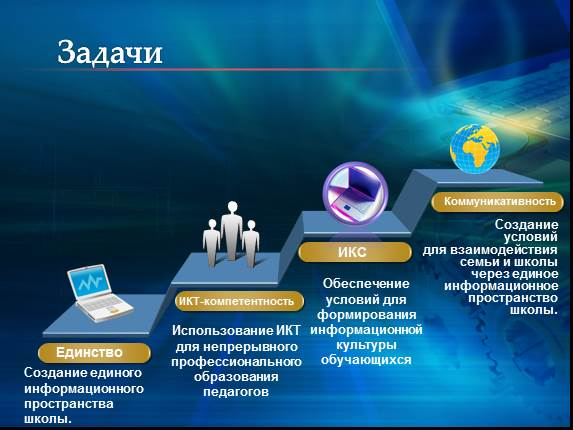 Задачи
Единство
Создание единого
информационного
пространства
школы.
ИКТ-компетентность
Использование ИКТ
для непрерывного
профессионального
образования
педагогов
ИКС
Обеспечение
условий для
формирования
информационной
культуры
обучающихся
Коммуникативность
Создание
условий
для взаимодействия
семьи и школы
через единое
информационное
пространство
школы.